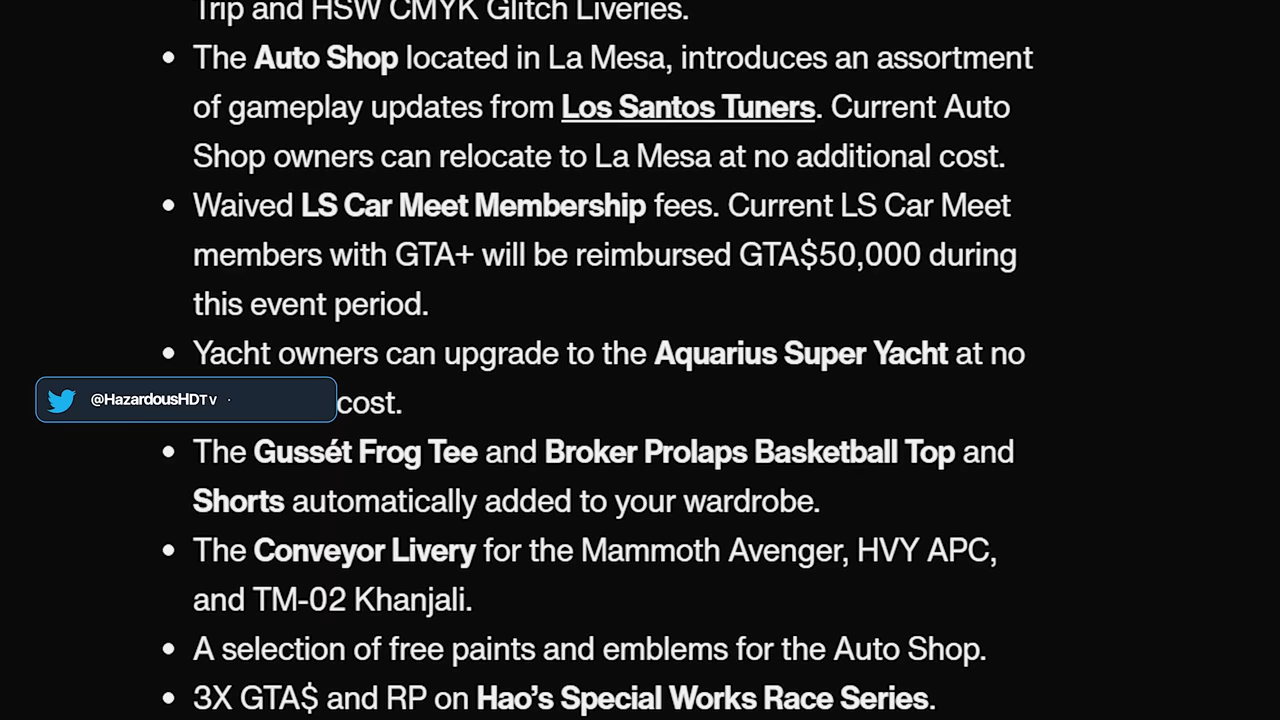 Trip and HSW CMYK Glitch Liveries.
• The Auto Shop located in La Mesa, introduces an assortment
of gameplay updates from Los Santos Tuners. Current Auto
Shop owners can relocate to La Mesa at no additional cost.
• Waived LS Car Meet Membership fees. Current LS Car Meet
members with GTA+ will be reimbursed GTA$50,000 during
this event period.
• Yacht owners can upgrade to the Aquarius Super Yacht at no
@HazardousHDTv · cost.
• The Gussét Frog Tee and Broker Prolaps Basketball Top and
Shorts automatically added to your wardrobe.
• The Conveyor Livery for the Mammoth Avenger, HVY APC,
and TM-02 Khanjali.
• A selection of free paints and emblems for the Auto Shop.
• 3X GTA$ and RP on Hao’s Special Works Race Series.